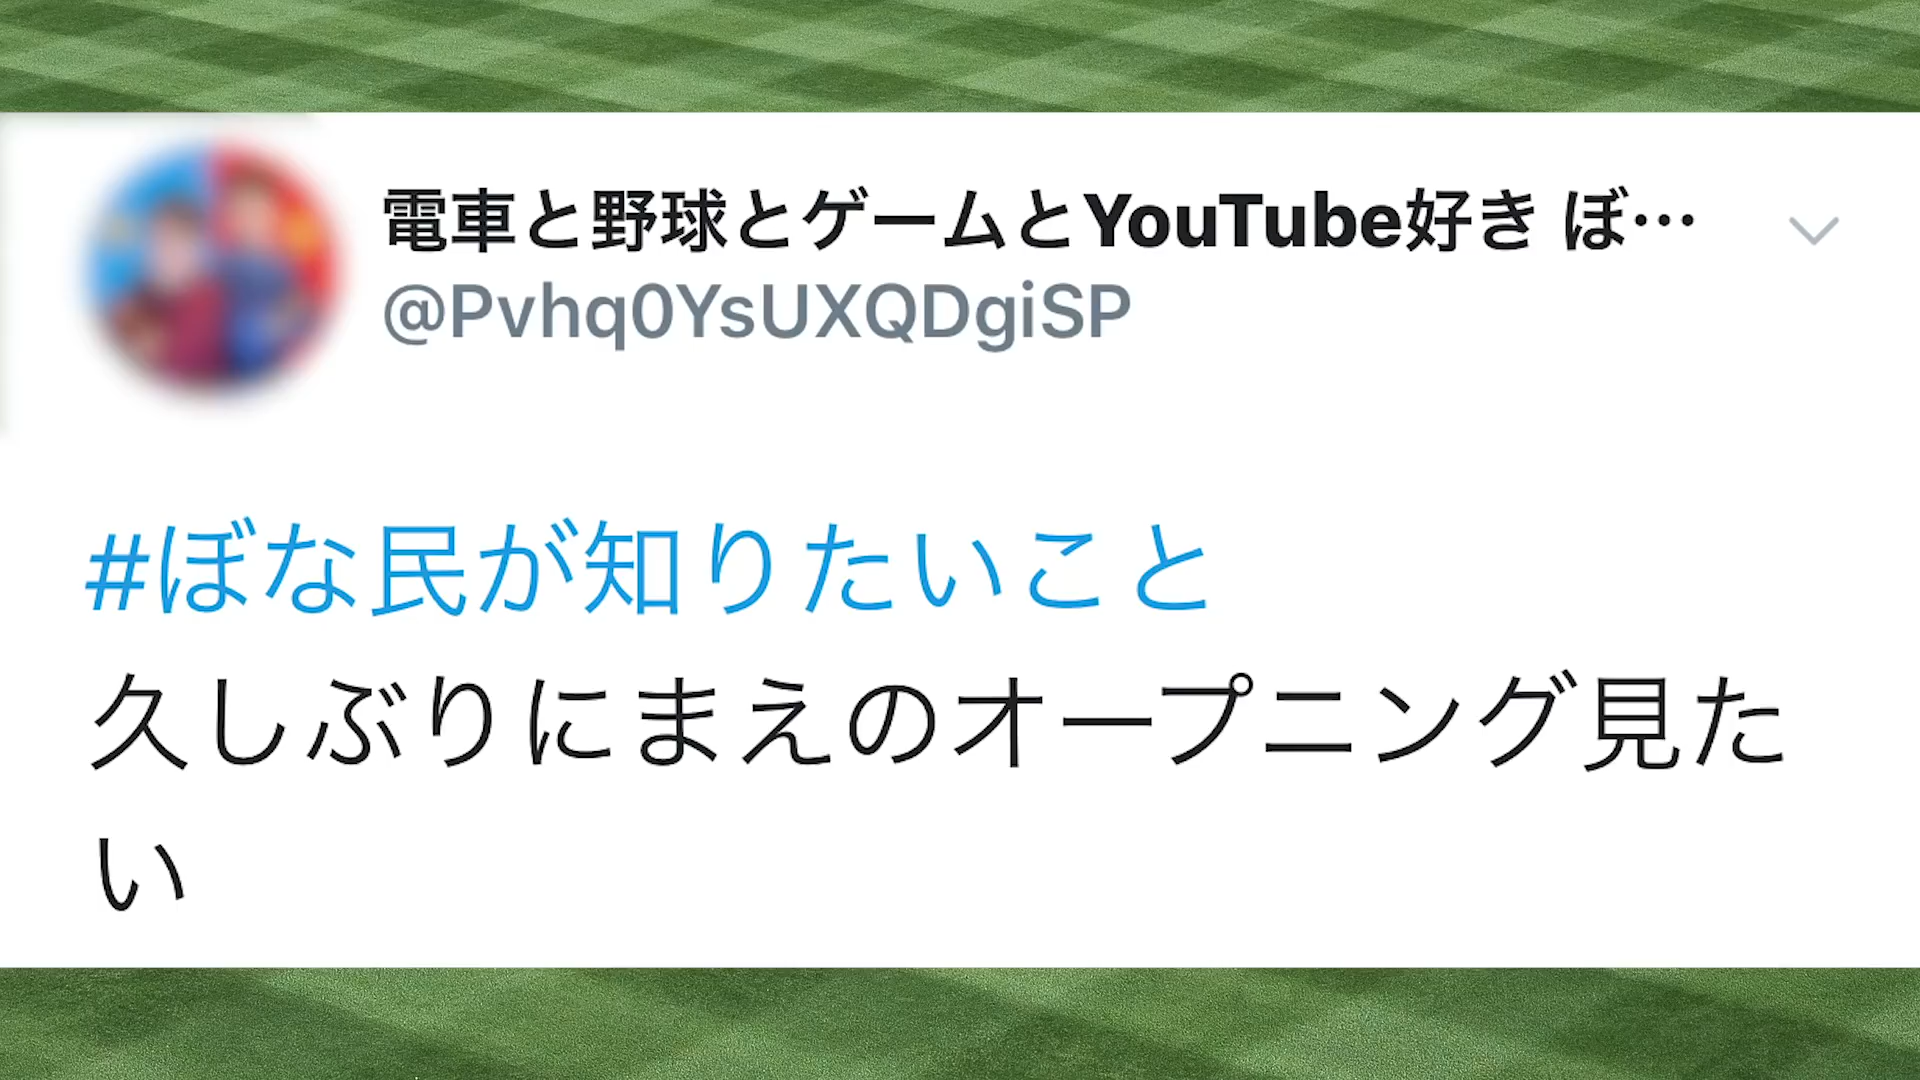 電車と野球とゲームとYouTube好き ぼ…
@Pvhq0YsUXQDgiSP
#ぼな民が知りたいこと
久しぶりにまえのオープニング見た
い